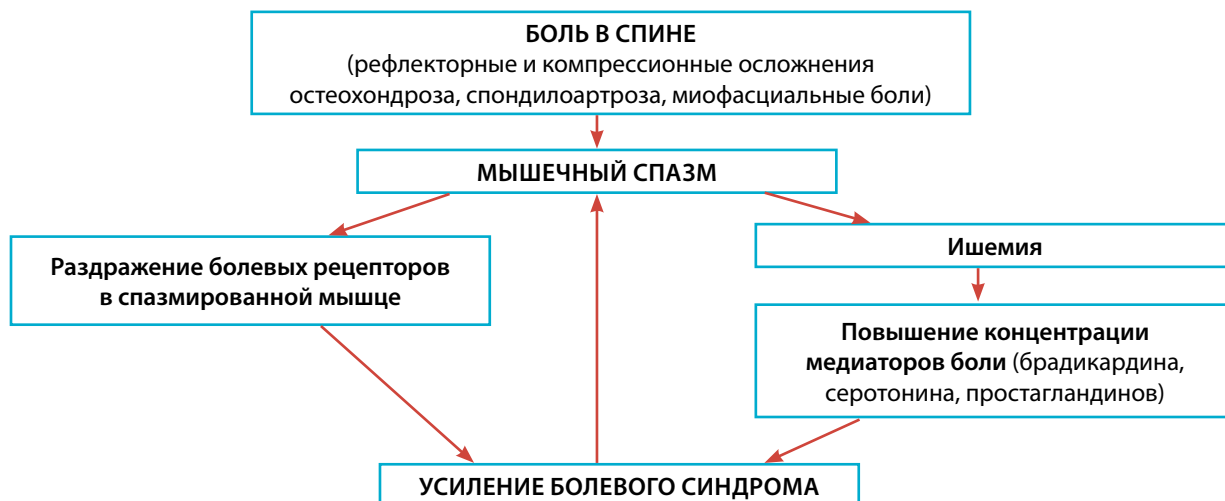 БОЛЬ В СПИНЕ
(рефлекторные и компрессионные осложнения
остеохондроза, спондилоартроза, миофасциальные боли)
МЫШЕЧНЫЙ СПАЗМ
Раздражение болевых рецепторов
в спазмированной мышце
Ишемия
Повышение концентрации
медиаторов боли (брадикардина,
серотонина, простагландинов)
УСИЛЕНИЕ БОЛЕВОГО СИНДРОМА